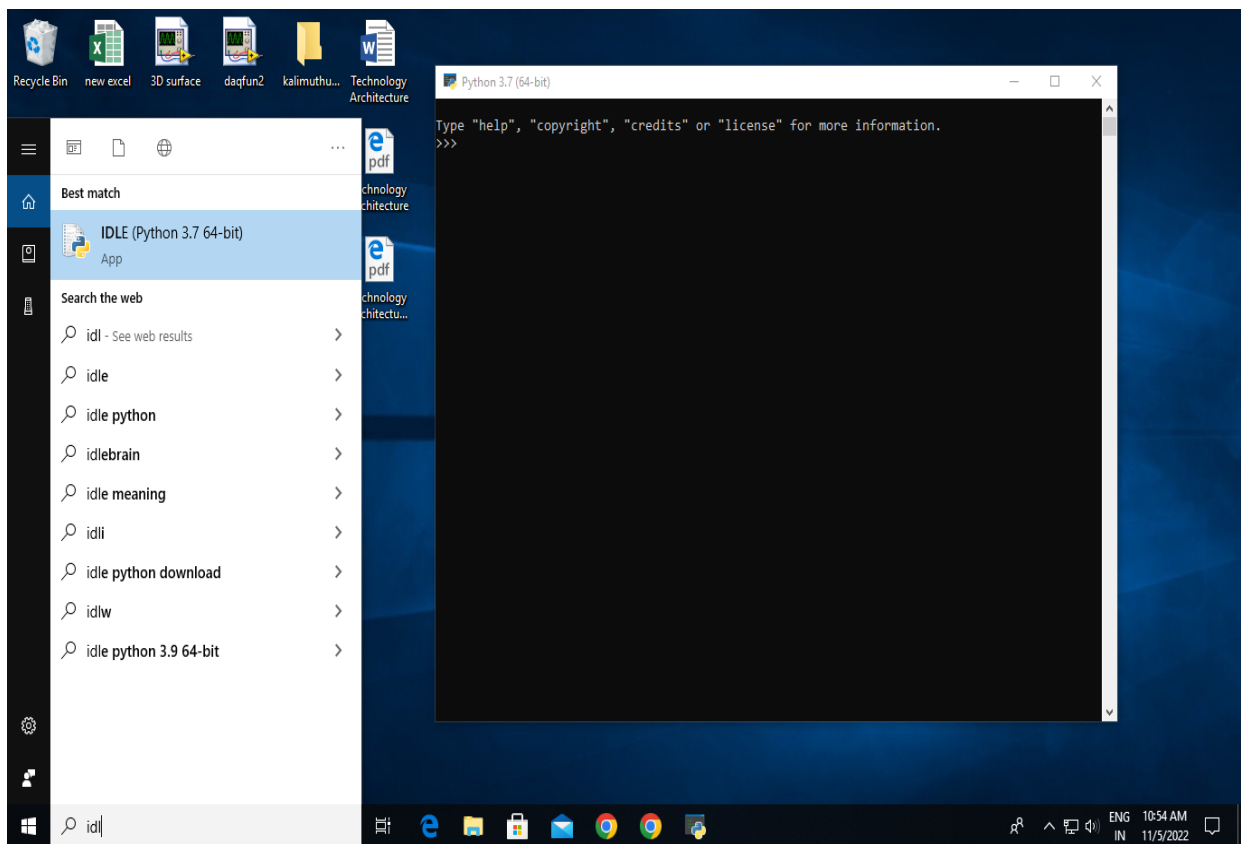 Recycle Bin
new excel
3D surface
daqfun2
kalimuthu...
Technology
Architecture
pdf
chnology
chitecture
pdf
chnology
chitectu...
Best match
IDLE (Python 3.7 64-bit)
App
Search the web
idl - See web results
idle
idle python
idlebrain
idle meaning
idli
idle python download
idlw
idle python 3.9 64-bit
idl
Python 3.7 (64-bit)
Type "help", "copyright", "credits" or "license" for more information.
>>>
ENG
IN
10:54 AM
11/5/2022